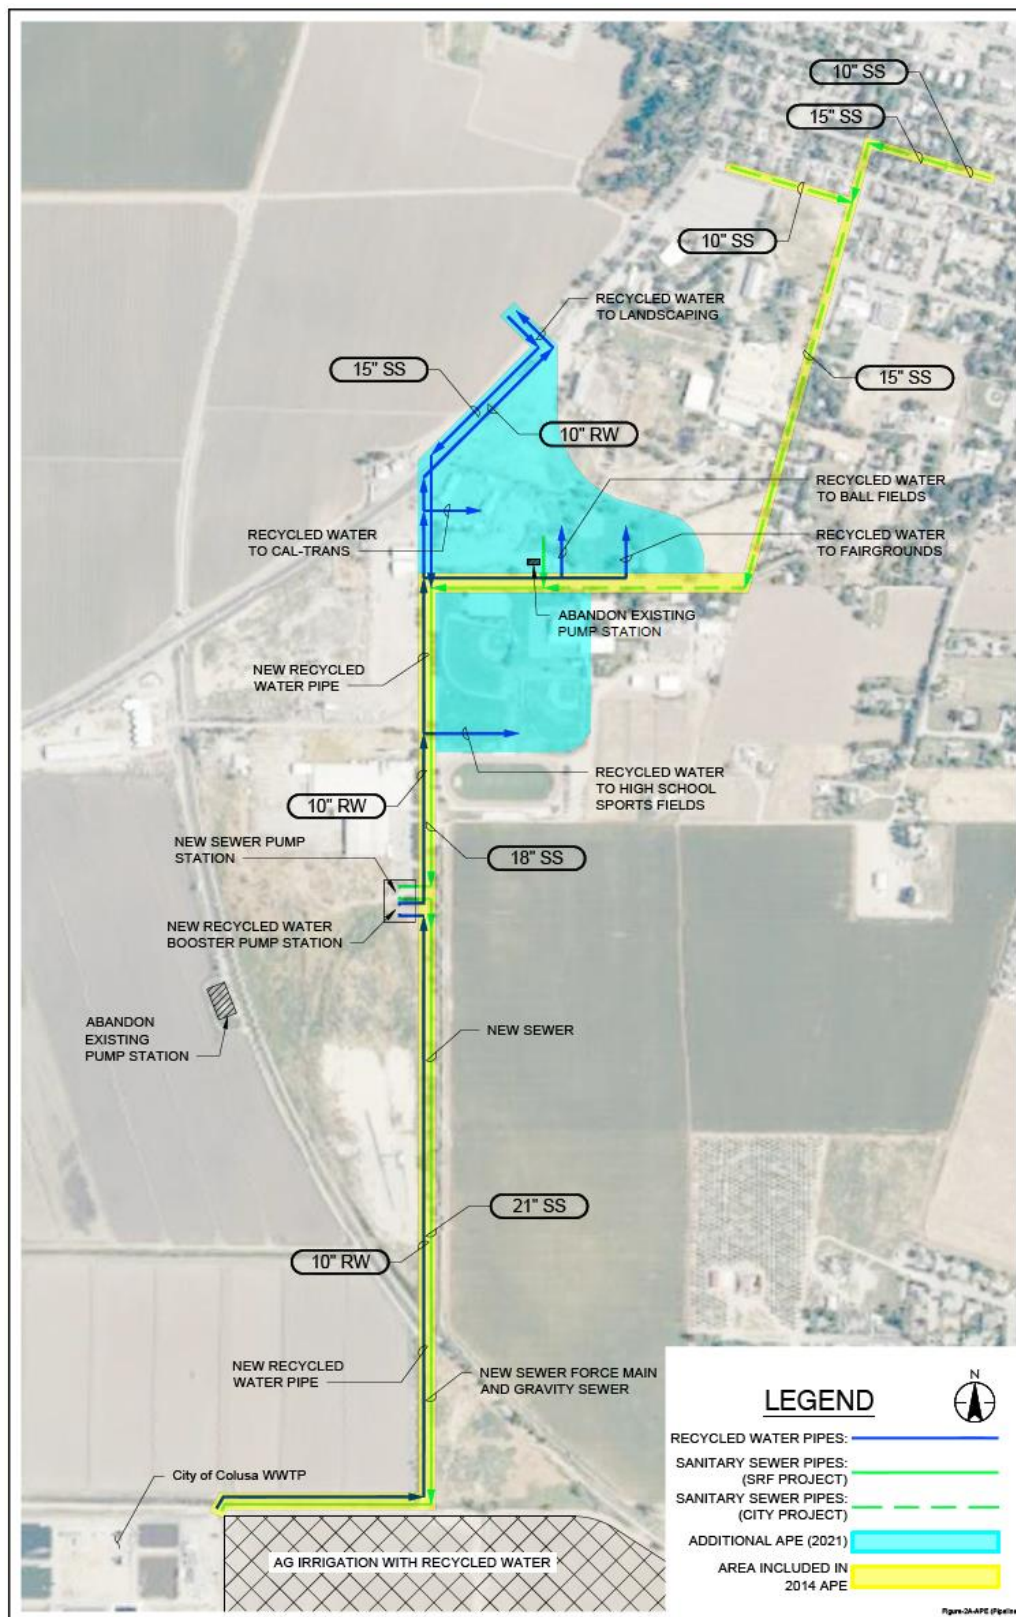 10" SS
15" SS
10" SS
RECYCLED WATER
TO LANDSCAPING
15" SS
15" SS
10" RW
RECYCLED WATER
TO BALL FIELDS
RECYCLED WATER
TO CAL-TRANS
RECYCLED WATER
TO FAIRGROUNDS
ABANDON EXISTING
PUMP STATION
NEW RECYCLED
WATER PIPE
RECYCLED WATER
TO HIGH SCHOOL
SPORTS FIELDS
10" RW
NEW SEWER PUMP
STATION
18" SS
NEW RECYCLED WATER
BOOSTER PUMP STATION
ABANDON
EXISTING
PUMP STATION
NEW SEWER
21" SS
10" RW
NEW RECYCLED
WATER PIPE
NEW SEWER FORCE MAIN
AND GRAVITY SEWER
City of Colusa WWTP
AG IRRIGATION WITH RECYCLED WATER
N
LEGEND
RECYCLED WATER PIPES:
SANITARY SEWER PIPES:
(SRF PROJECT)
SANITARY SEWER PIPES:
(CITY PROJECT)
ADDITIONAL APE (2021)
AREA INCLUDED IN
2014 APE
Figure-2A-APE (Pipeline